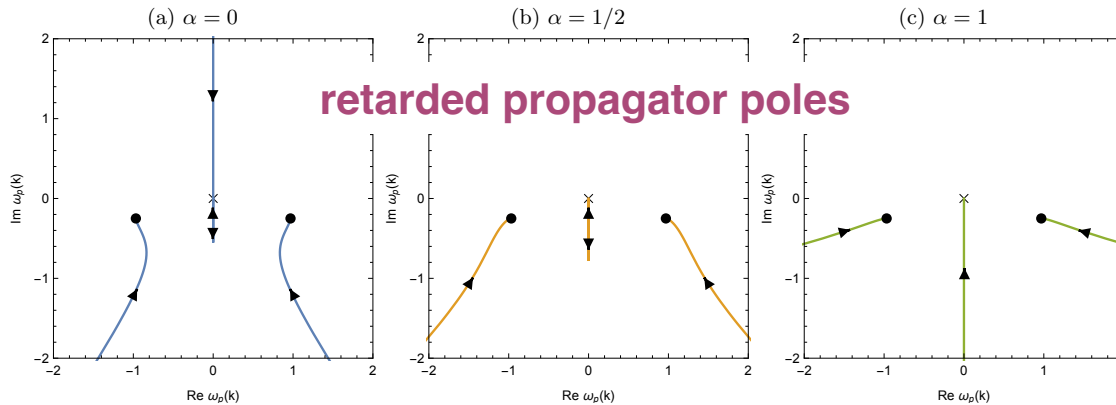 (a) α = 0
(b) α = 1/2
(c) α = 1
retarded propagator poles
2
1
0
−1
−2
Im ωp(k)
−2 −1 0 1 2
Re ωp(k)
2
0
−1
−2
Im ωp(k)
−2 −1 0 1 2
Re ωp(k)
2
0
−1
−2
Im ωp(k)
−2 −1 0 1
Re ωp(k)